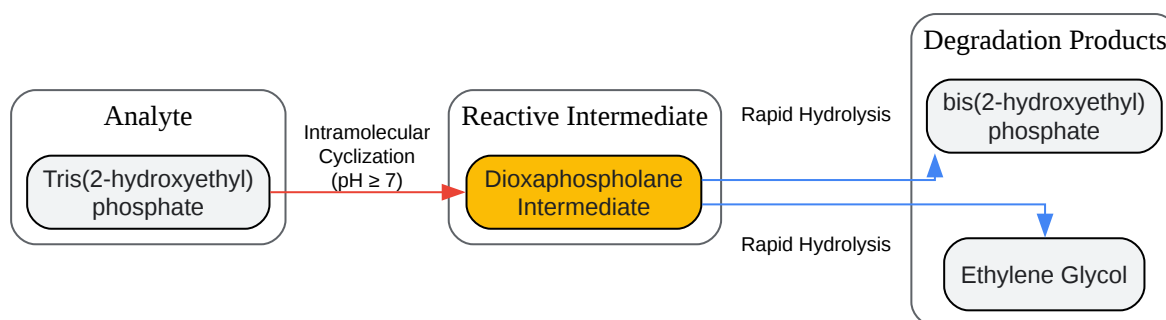 Analyte
Tris(2-hydroxyethyl)
phosphate
Intramolecular
Cyclization
(pH ≥ 7)
Reactive Intermediate
Dioxaphospholane
Intermediate
Rapid Hydrolysis
Rapid Hydrolysis
Degradation Products
bis(2-hydroxyethyl)
phosphate
Ethylene Glycol